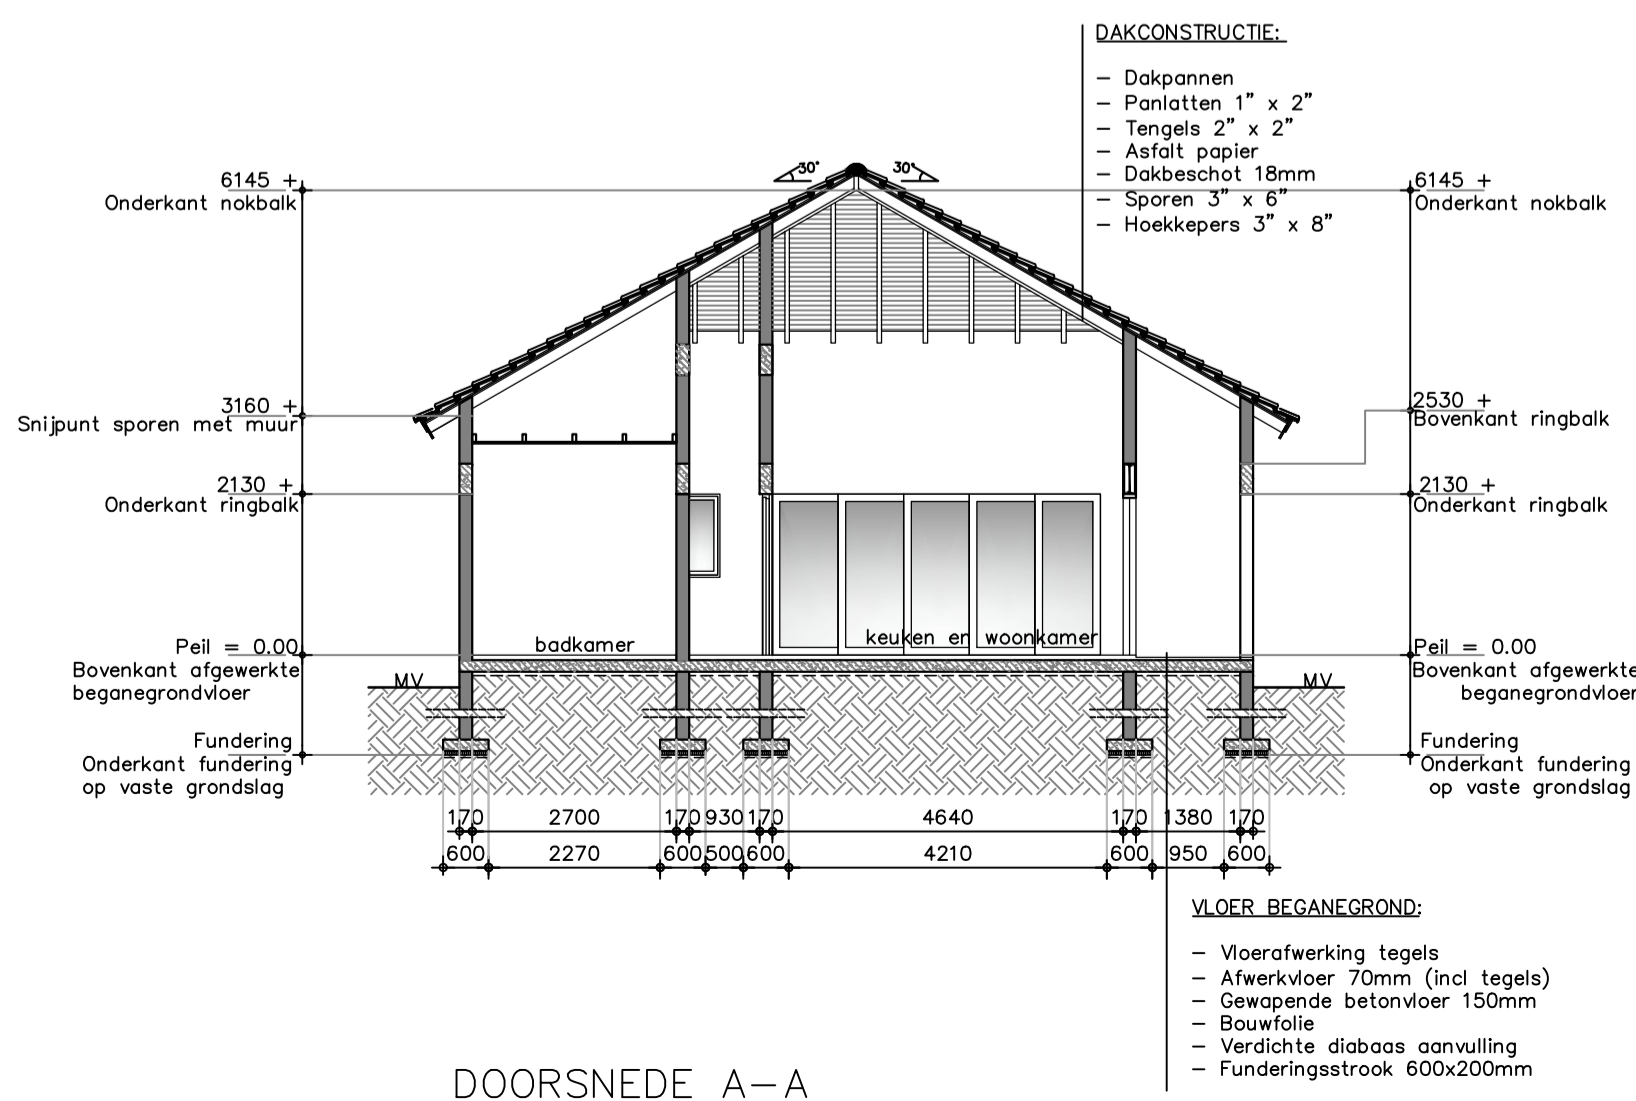 DAKCONSTRUCTIE:
– Dakpannen
– Panlatten 1" x 2"
– Tengels 2" x 2"
– Asfalt papier
– Dakbeschot 18mm
– Sporen 3" x 6"
– Hoekkepers 3" x 8"
30°
30°
6145 +
Onderkant nokbalk
6145 +
Onderkant nokbalk
3160 +
Snijpunt sporen met muur
2530 +
Bovenkant ringbalk
2130 +
Onderkant ringbalk
2130 +
Onderkant ringbalk
badkamer
keuken en woonkamer
Peil = 0.00
Bovenkant afgewerkte
beganegrondvloer
Peil = 0.00
Bovenkant afgewerkte
beganegrondvloer
MV
MV
Fundering
Onderkant fundering
op vaste grondslag
Fundering
Onderkant fundering
op vaste grondslag
170 2700 170 930 170 4640 170 1380 170
600 2270 600 500 600 4210 600 950 600
VLOER BEGANEGROND:
– Vloerafwerking tegels
– Afwerkvloer 70mm (incl tegels)
– Gewapende betonvloer 150mm
– Bouwfolie
– Verdichte diabaas aanvulling
– Funderingsstrook 600x200mm
DOORSNEDE A–A